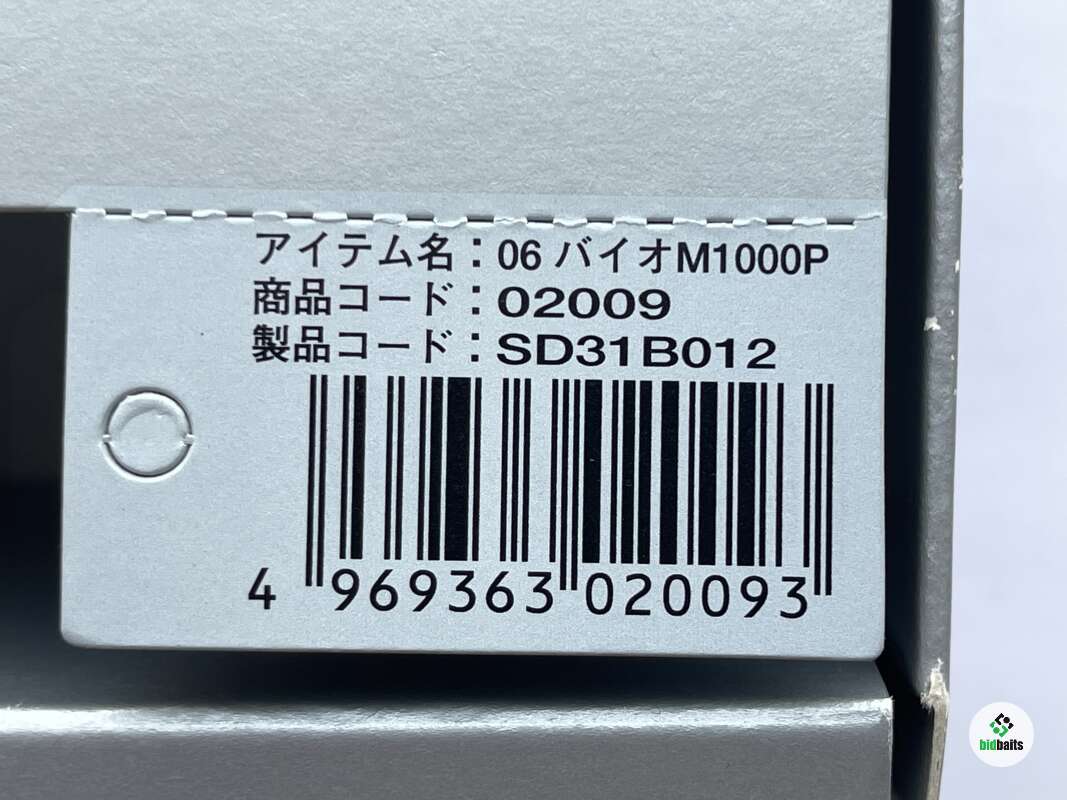 アイテム名：06 バイオM1000P
商品コード：02009
製品コード：SD31B012
4 969363 020093
bidbaits